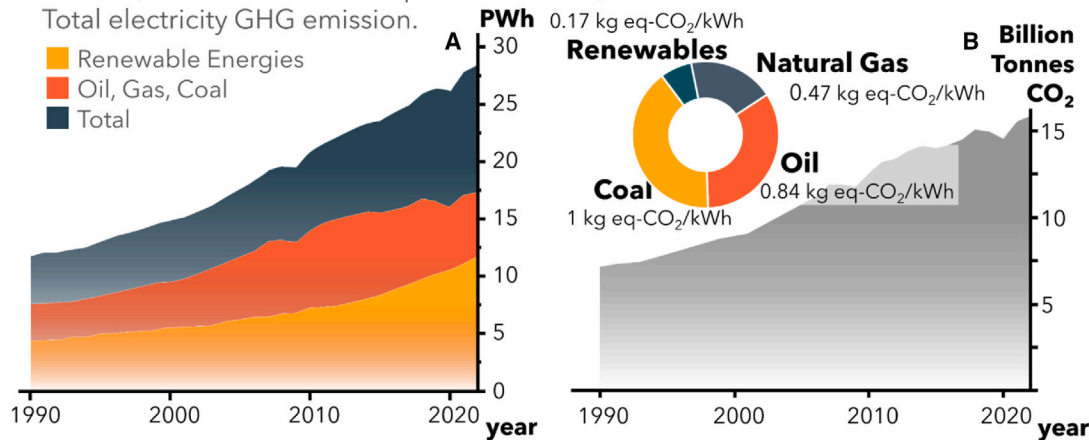 Total electricity GHG emission.
Renewable Energies
Oil, Gas, Coal
Total
A
PWh
30
25
20
15
10
5
0
1990
2000
2010
2020
year
0.17 kg eq-CO₂/kWh
Renewables
Natural Gas
0.47 kg eq-CO₂/kWh
Oil
0.84 kg eq-CO₂/kWh
Coal
1 kg eq-CO₂/kWh
B
Billion
Tonnes
CO₂
15
10
5
1990
2000
2010
2020
year